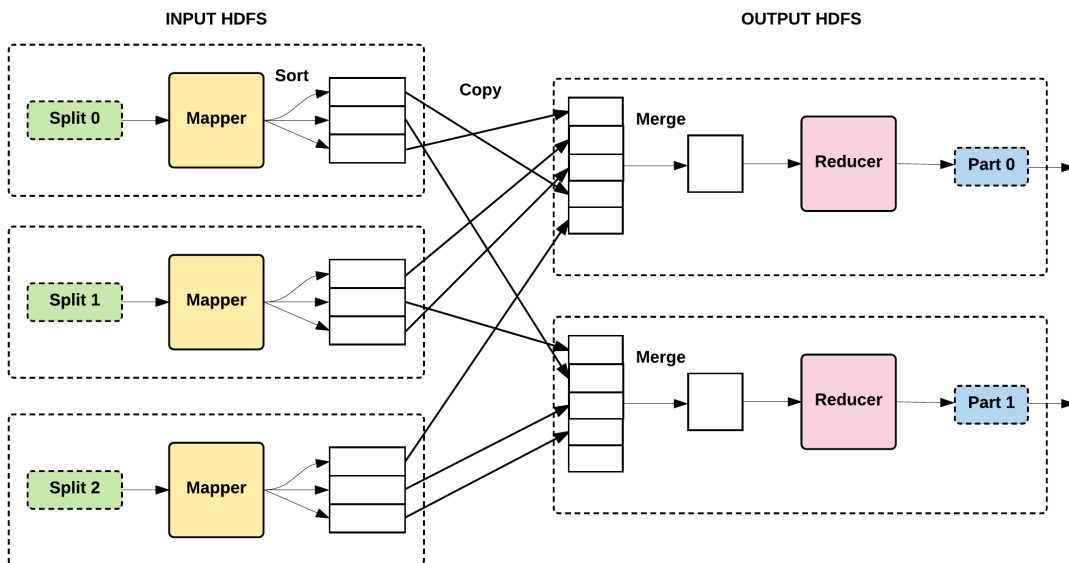 INPUT HDFS
OUTPUT HDFS
Sort
Copy
Split 0
Mapper
Merge
Reducer
Part 0
Split 1
Mapper
Merge
Reducer
Part 1
Split 2
Mapper